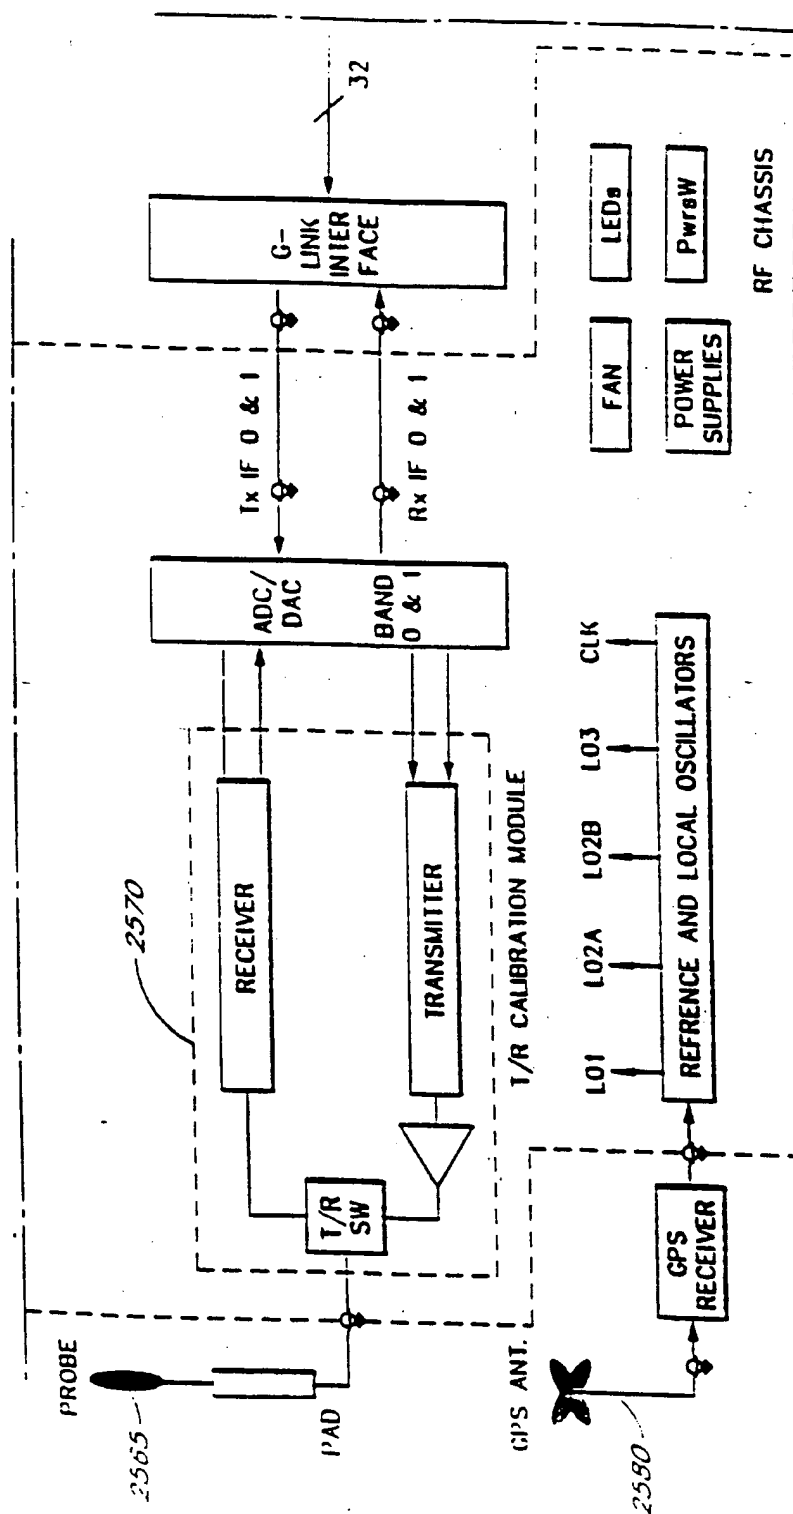 PROBE
2565
PAD
T/R
SW
2570
RECEIVER
TRANSMITTER
T/R CALIBRATION MODULE
ADC/
DAC
BAND
0 & 1
Tx IF 0 & 1
Rx IF 0 & 1
G-
LINK
INTER
FACE
32
GPS ANT.
2580
GPS
RECEIVER
LO1
LO2A
LO2B
LO3
CLK
REFRENCE AND LOCAL OSCILLATORS
FAN
LEDs
POWER
SUPPLIES
PwrsW
RF CHASSIS